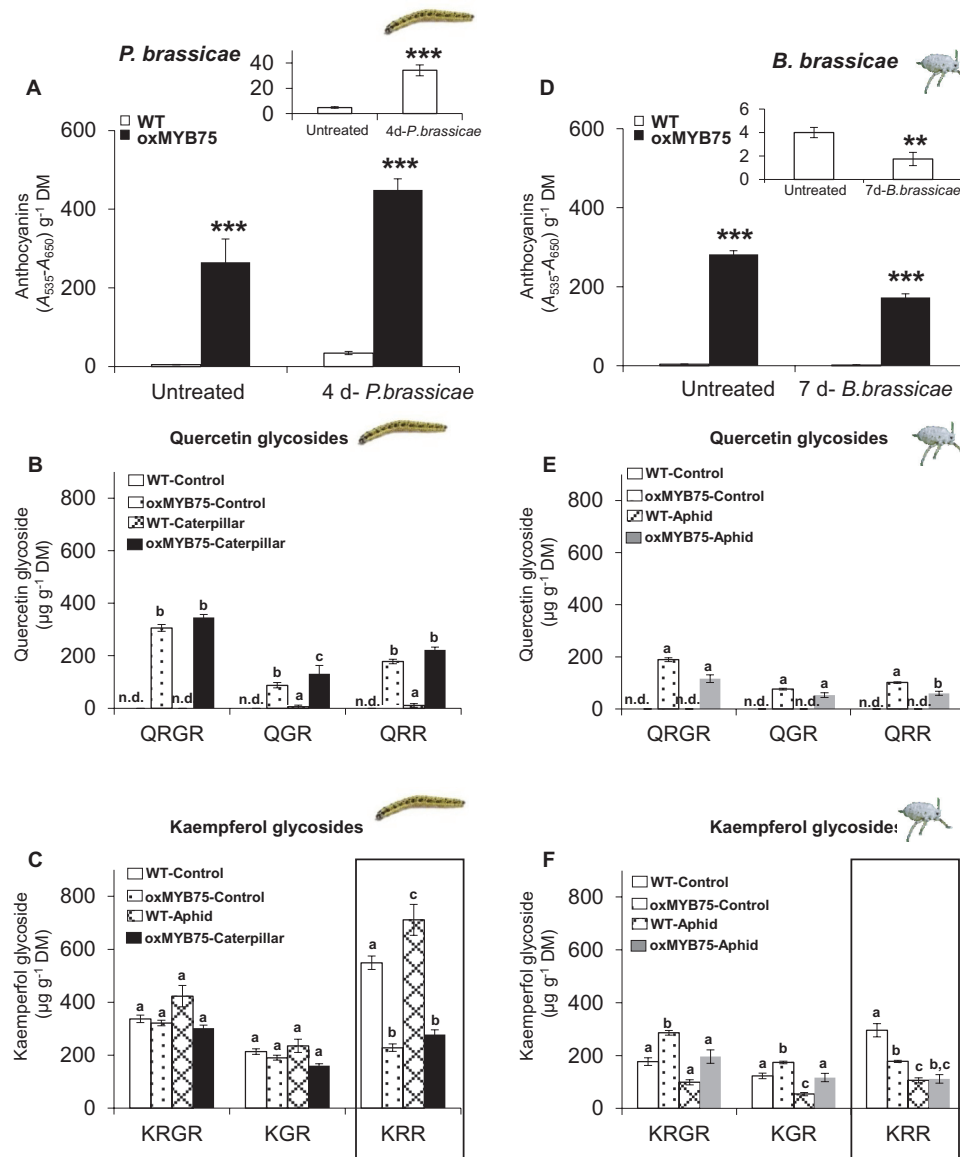 P. brassicae
***
40
20
0
Untreated
4d-P.brassicae
A
WT
oxMYB75
600
400
200
0
Anthocyanins
(A535-A650) g-1 DM
***
***
Untreated
4 d- P.brassicae
B. brassicae
D
WT
oxMYB75
6
4
2
0
**
Untreated
7d-B.brassicae
600
400
200
0
Anthocyanins
(A535-A650) g-1 DM
***
***
Untreated
7 d- B.brassicae
Quercetin glycosides
B
WT-Control
oxMYB75-Control
WT-Caterpillar
oxMYB75-Caterpillar
800
600
400
200
0
Quercetin glycoside
(µg g-1 DM)
n.d. b n.d. b
n.d. b a c
n.d. b a b
QRGR QGR QRR
Quercetin glycosides
E
WT-Control
oxMYB75-Control
WT-Aphid
oxMYB75-Aphid
800
600
400
200
0
Quercetin glycoside
(µg g-1 DM)
n.d. a n.d. a
n.d. a n.d. a
n.d. a n.d. b
QRGR QGR QRR
Kaempferol glycosides
C
WT-Control
oxMYB75-Control
WT-Aphid
oxMYB75-Caterpillar
800
600
400
200
0
Kaemperfol glycoside
(µg g-1 DM)
a a a a
a a a a
a b c b
KRGR KGR KRR
Kaempferol glycosides
F
WT-Control
oxMYB75-Control
WT-Aphid
oxMYB75-Aphid
800
600
400
200
0
Kaemperfol glycoside
(µg g-1 DM)
a b a a
a b c a
a b c b,c
KRGR KGR KRR